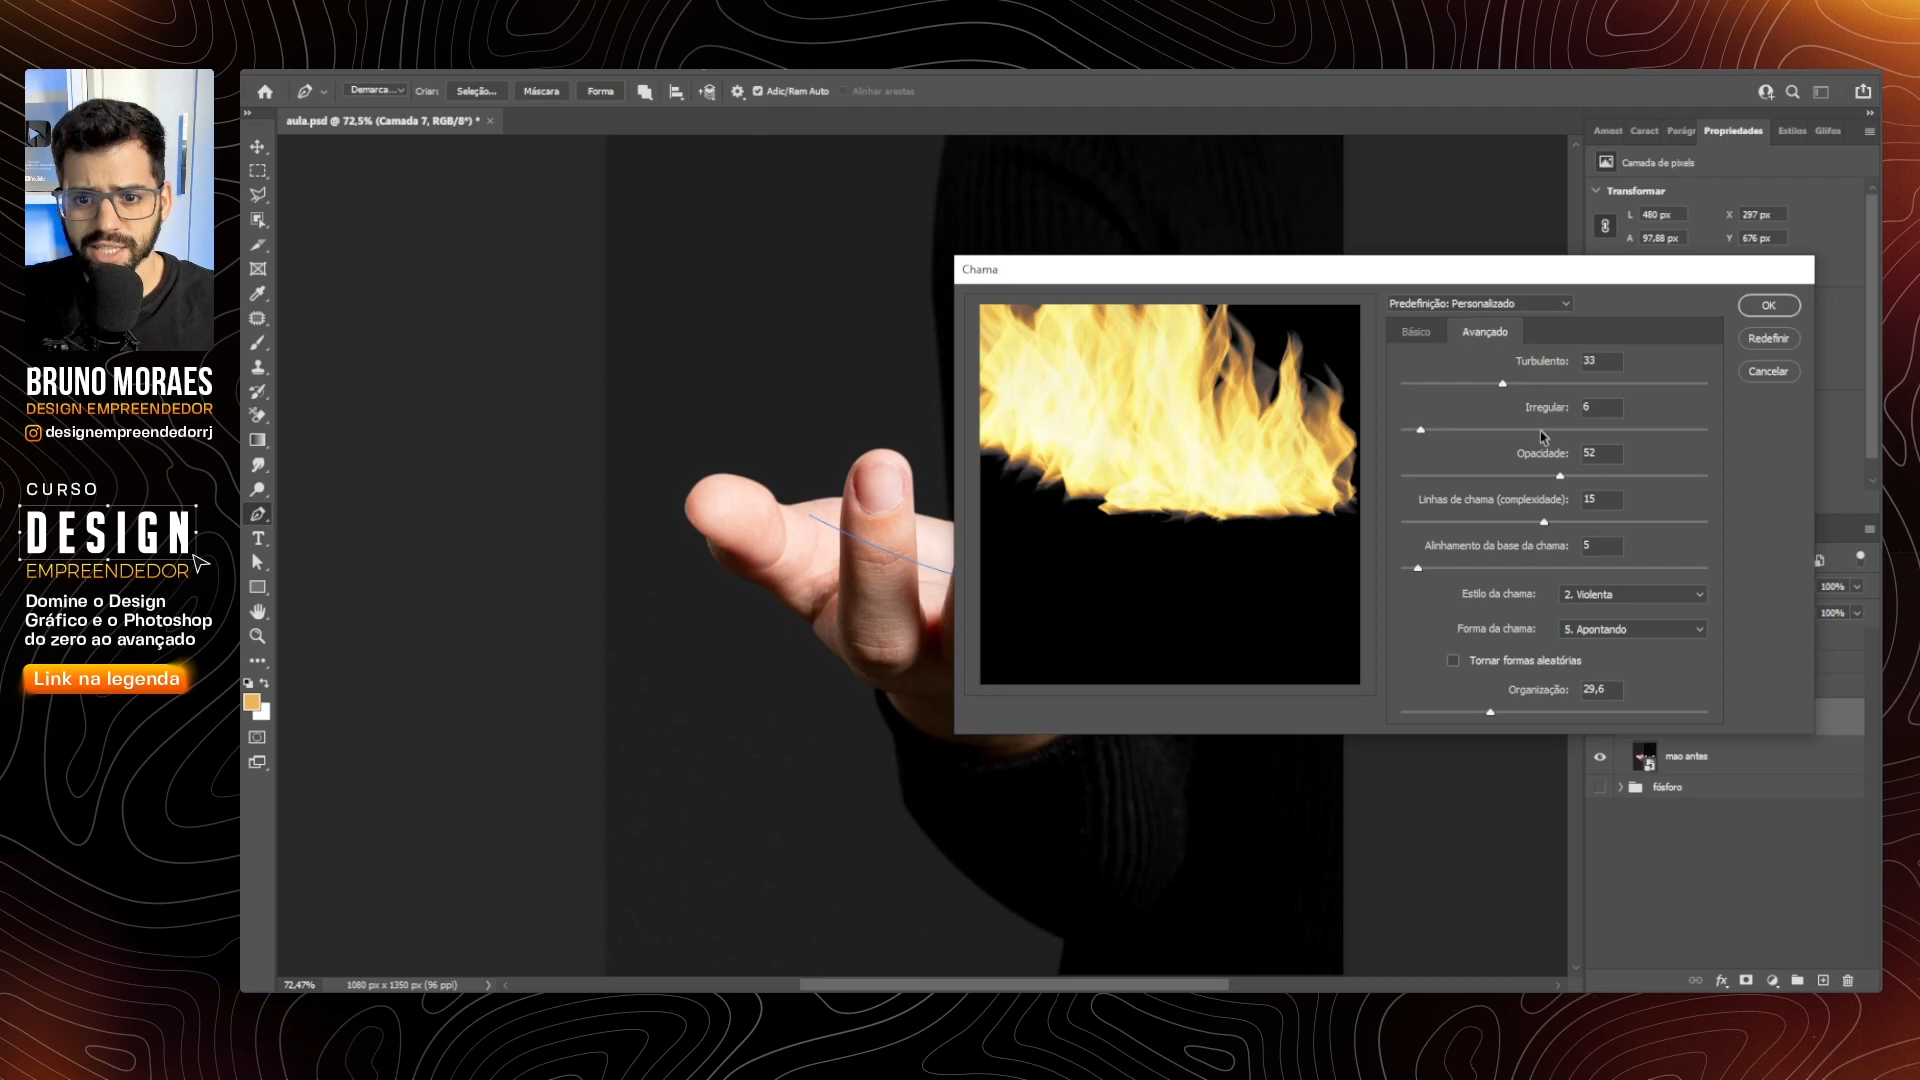 BRUNO MORAES
DESIGN EMPREENDEDOR
designempreendedorrj
CURSO
DESIGN
EMPREENDEDOR
Domine o Design
Gráfico e o Photoshop
do zero ao avançado
Link na legenda
Demarca... Criar: Seleção... Máscara Forma Adic/Rem Auto Alinhar arestas
aula.psd @ 72,5% (Camada 7, RGB/8*) * ×
Amost Caract Parágr Propriedades Estilos Glifos
Camada de pixels
Transformar
L 480 px X 297 px
A 97,88 px Y 676 px
Chama
Predefinição: Personalizado
OK
Redefinir
Cancelar
Básico Avançado
Turbulento: 33
Irregular: 6
Opacidade: 52
Linhas de chama (complexidade): 15
Alinhamento da base da chama: 5
Estilo da chama: 2. Violenta
Forma da chama: 5. Apontando
Tornar formas aleatórias
Organização: 29,6
100%
100%
mao antes
fósforo
fx
72,47% 1080 px x 1350 px (96 ppi)